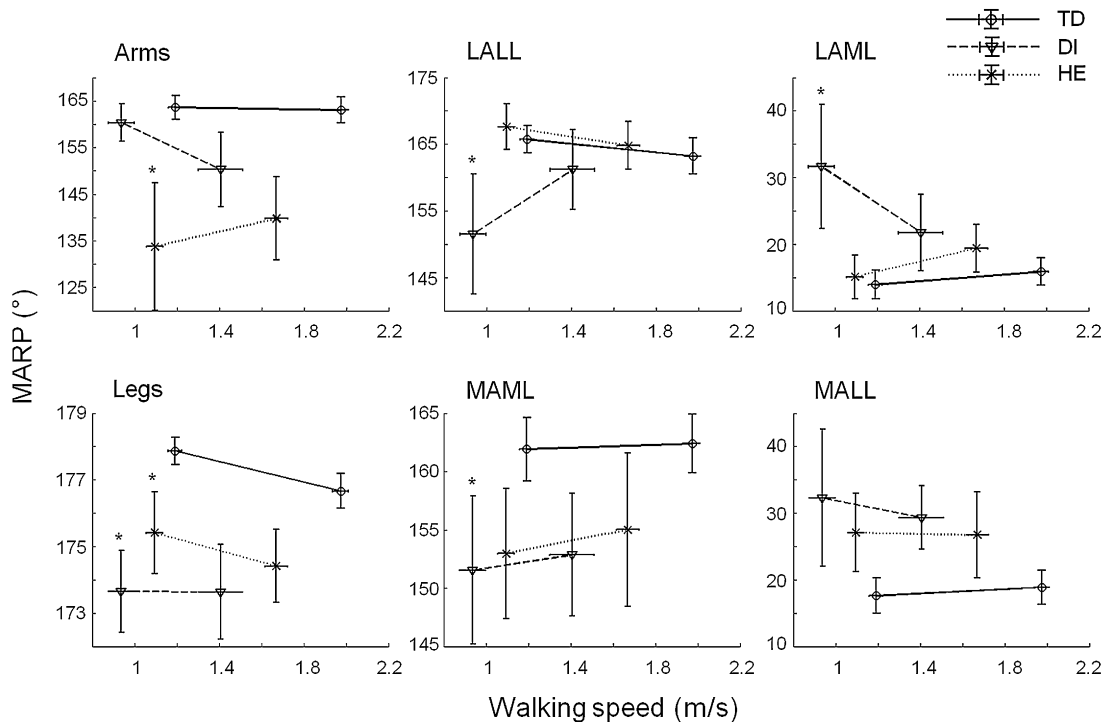 TD
DI
HE
Arms
LALL
LAML
165
155
145
135
125
175
165
155
145
*
*
*
40
30
20
10
1 1.4 1.8 2.2
1 1.4 1.8 2.2
1 1.4 1.8 2.2
MARP (°)
Legs
MAML
MALL
179
177
175
173
*
*
165
160
155
150
145
*
40
30
20
10
1 1.4 1.8 2.2
1 1.4 1.8 2.2
1 1.4 1.8 2.2
Walking speed (m/s)